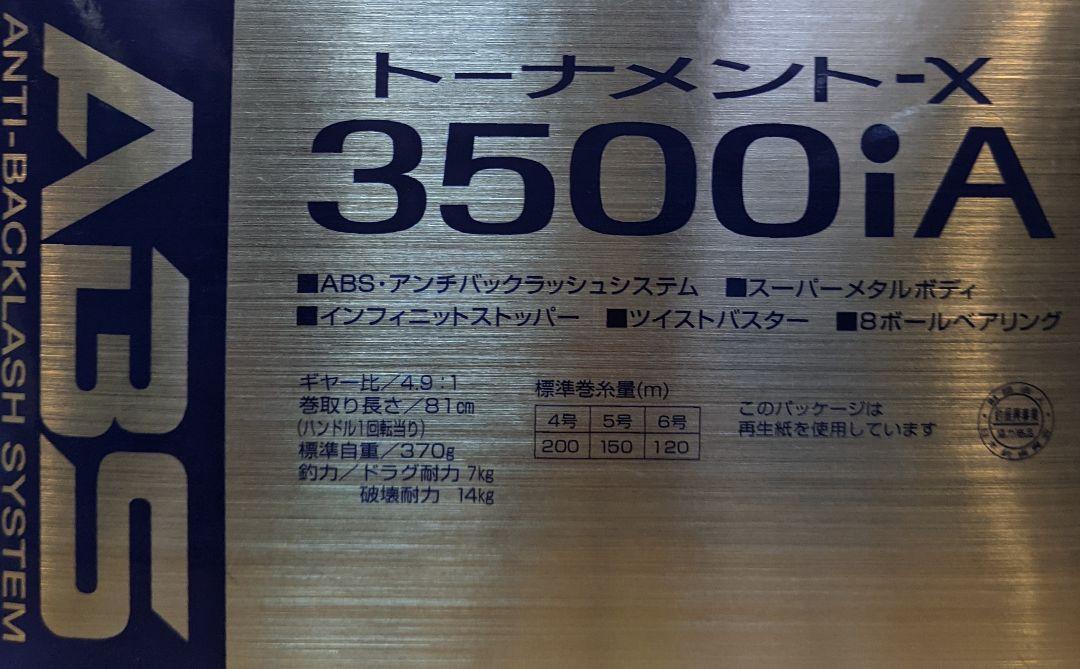 ABS
ANTI-BACKLASH SYSTEM
トーナメント-X
3500iA
■ABS・アンチバックラッシュシステム ■スーパーメタルボディ
■インフィニットストッパー ■ツイストバスター ■8ボールベアリング
ギヤー比/4.9:1
巻取り長さ/81cm
(ハンドル1回転当り)
標準自重/370g
釣力/ドラグ耐力 7kg
破壊耐力 14kg
標準巻糸量(m)
4号 5号 6号
200 150 120
このパッケージは
再生紙を使用しています